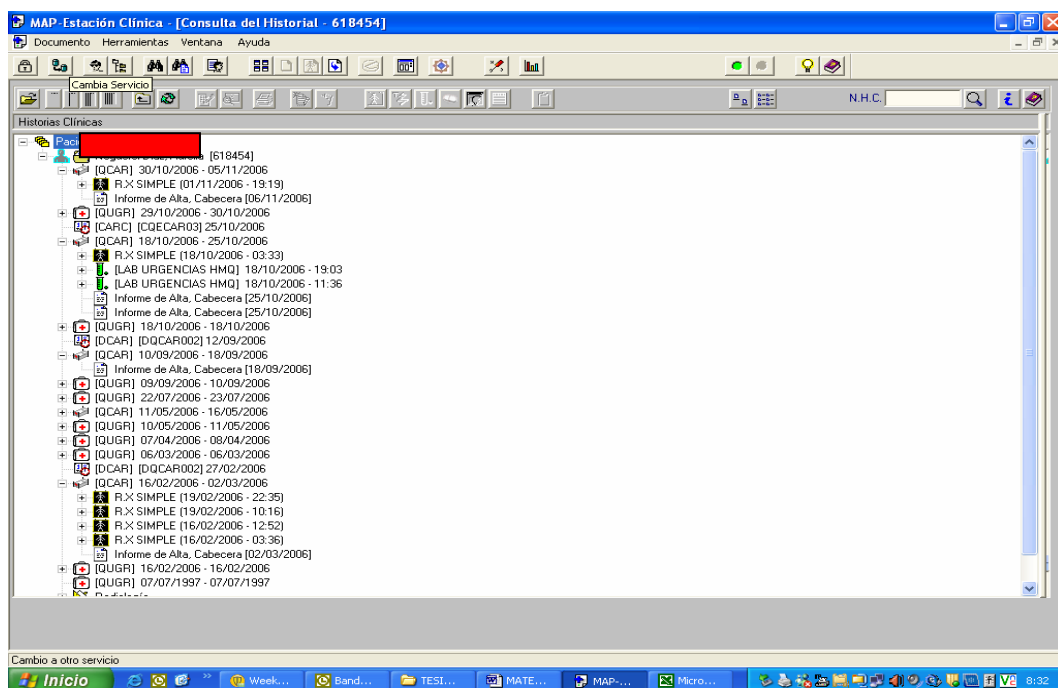 MAP-Estación Clínica - [Consulta del Historial - 618454]
Documento Herramientas Ventana Ayuda
Cambia Servicio
N.H.C.
Historias Clínicas
[618454]
[QCAR] 30/10/2006 - 05/11/2006
R.X SIMPLE (01/11/2006 - 19:19)
Informe de Alta, Cabecera [06/11/2006]
[QUGR] 29/10/2006 - 30/10/2006
[CARC] [CQECAR03] 25/10/2006
[QCAR] 18/10/2006 - 25/10/2006
R.X SIMPLE (18/10/2006 - 03:33)
[LAB URGENCIAS HMQ] 18/10/2006 - 19:03
[LAB URGENCIAS HMQ] 18/10/2006 - 11:36
Informe de Alta, Cabecera [25/10/2006]
Informe de Alta, Cabecera [25/10/2006]
[QUGR] 18/10/2006 - 18/10/2006
[DCAR] [DQCAR002] 12/09/2006
[QCAR] 10/09/2006 - 18/09/2006
Informe de Alta, Cabecera [18/09/2006]
[QUGR] 09/09/2006 - 10/09/2006
[QUGR] 22/07/2006 - 23/07/2006
[QCAR] 11/05/2006 - 16/05/2006
[QUGR] 10/05/2006 - 11/05/2006
[QUGR] 07/04/2006 - 08/04/2006
[QUGR] 06/03/2006 - 06/03/2006
[DCAR] [DQCAR002] 27/02/2006
[QCAR] 16/02/2006 - 02/03/2006
R.X SIMPLE (19/02/2006 - 22:35)
R.X SIMPLE (19/02/2006 - 10:16)
R.X SIMPLE (16/02/2006 - 12:52)
R.X SIMPLE (16/02/2006 - 03:36)
Informe de Alta, Cabecera [02/03/2006]
[QUGR] 16/02/2006 - 16/02/2006
[QUGR] 07/07/1997 - 07/07/1997
Cambio a otro servicio
Inicio Week... Band... TESI... MATE... MAP-... Micro... 8:32